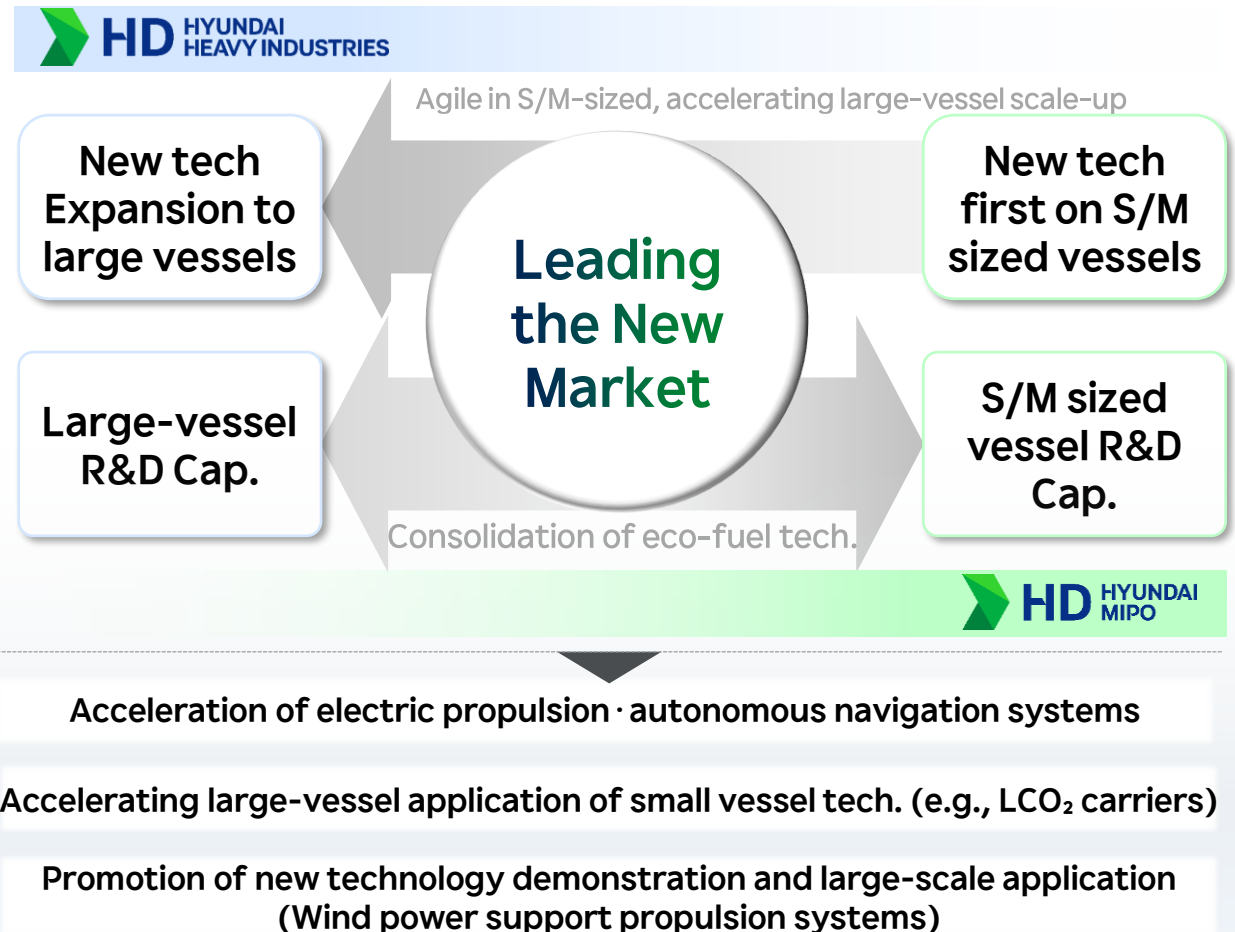 HD HYUNDAI
HEAVY INDUSTRIES
Agile in S/M-sized, accelerating large-vessel scale-up
New tech
Expansion to
large vessels
New tech
first on S/M
sized vessels
Leading
the New
Market
Large-vessel
R&D Cap.
S/M sized
vessel R&D
Cap.
Consolidation of eco-fuel tech.
HD HYUNDAI
MIPO
Acceleration of electric propulsion · autonomous navigation systems
Accelerating large-vessel application of small vessel tech. (e.g., LCO₂ carriers)
Promotion of new technology demonstration and large-scale application
(Wind power support propulsion systems)